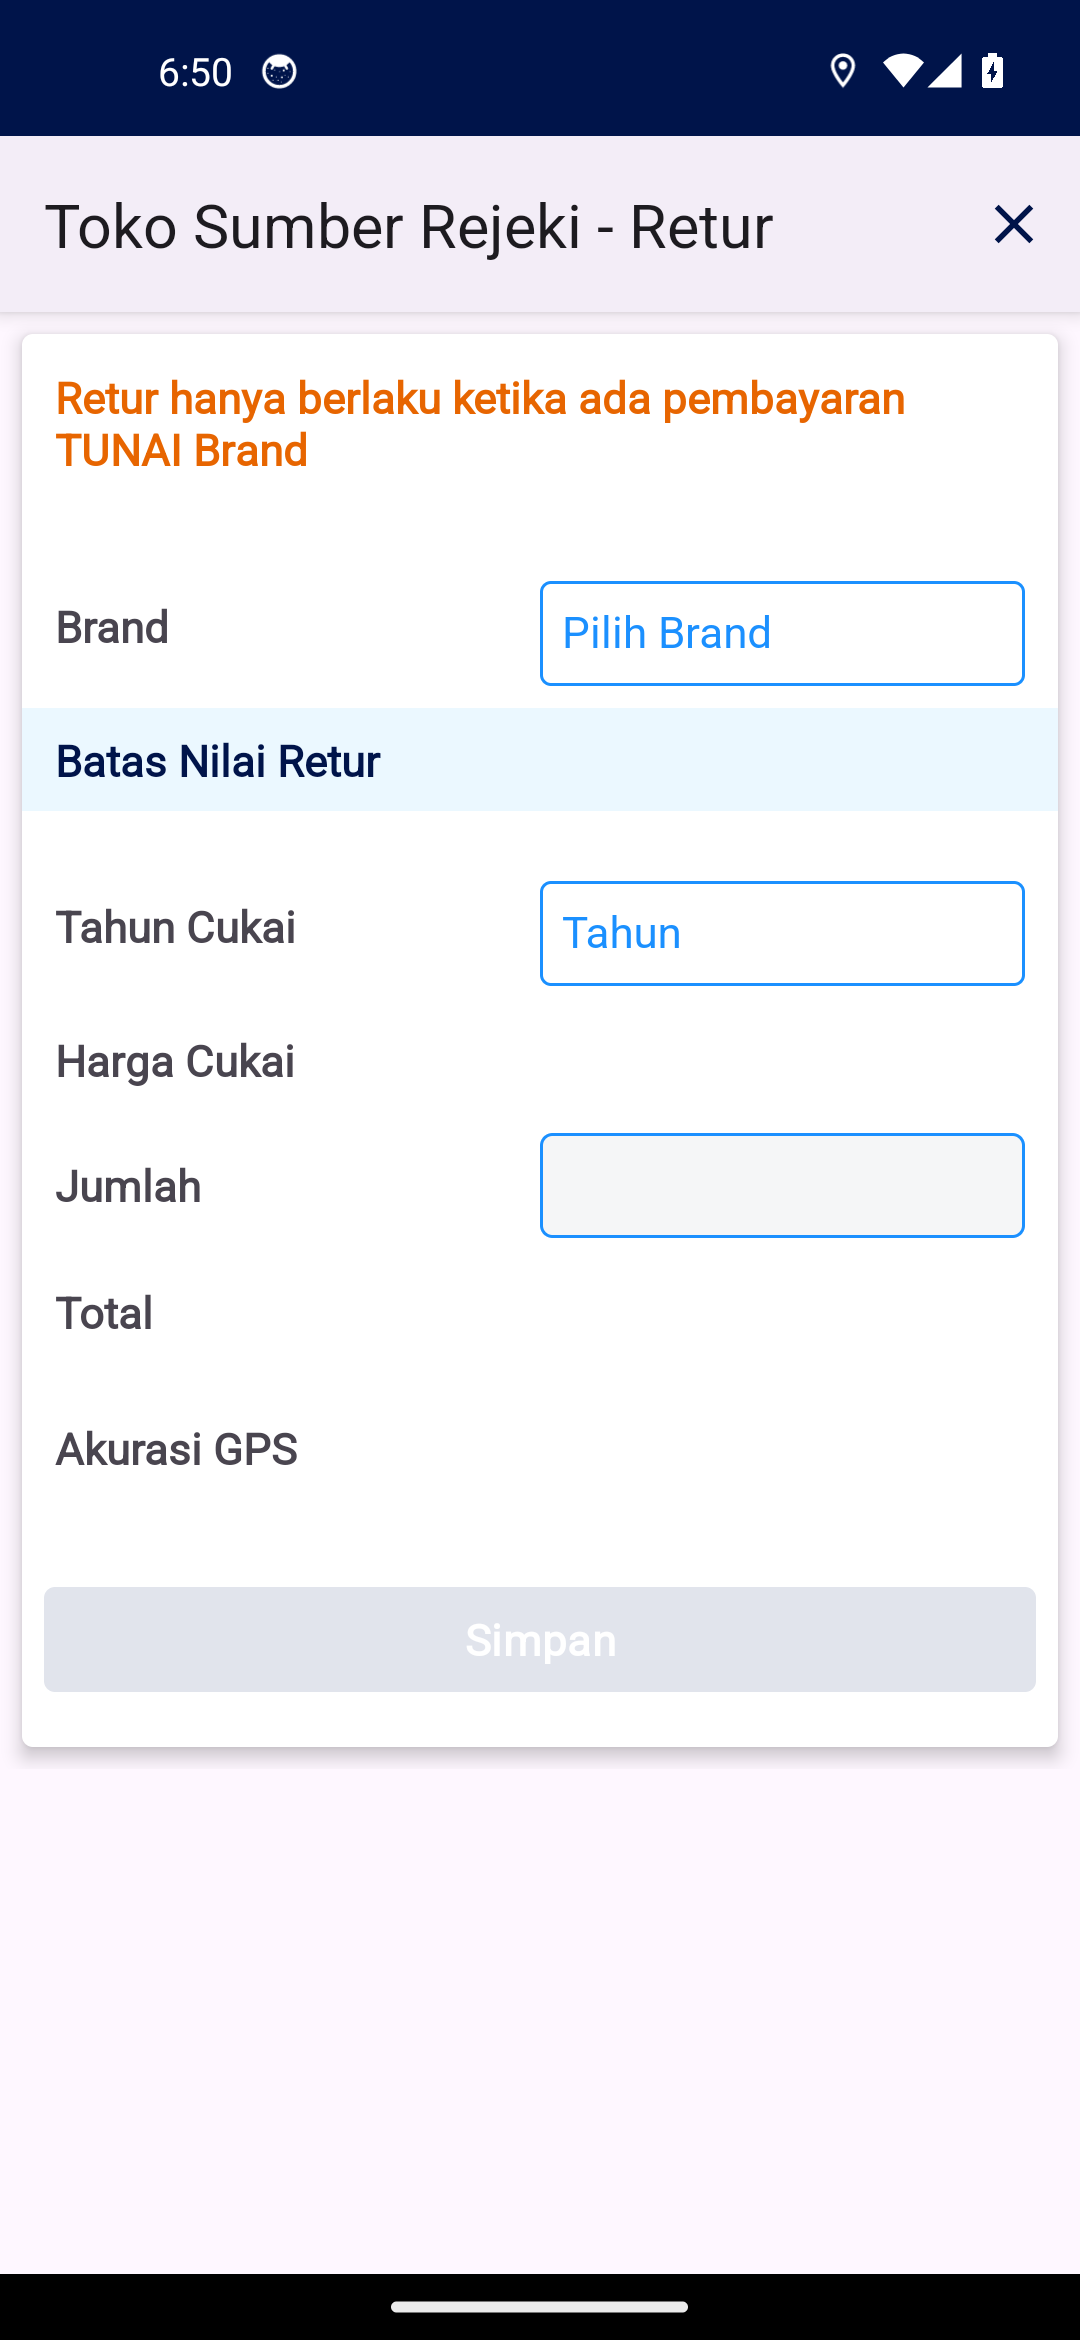 6:50
Toko Sumber Rejeki - Retur
Retur hanya berlaku ketika ada pembayaran
TUNAI Brand
Brand
Pilih Brand
Batas Nilai Retur
Tahun Cukai
Tahun
Harga Cukai
Jumlah
Total
Akurasi GPS
Simpan